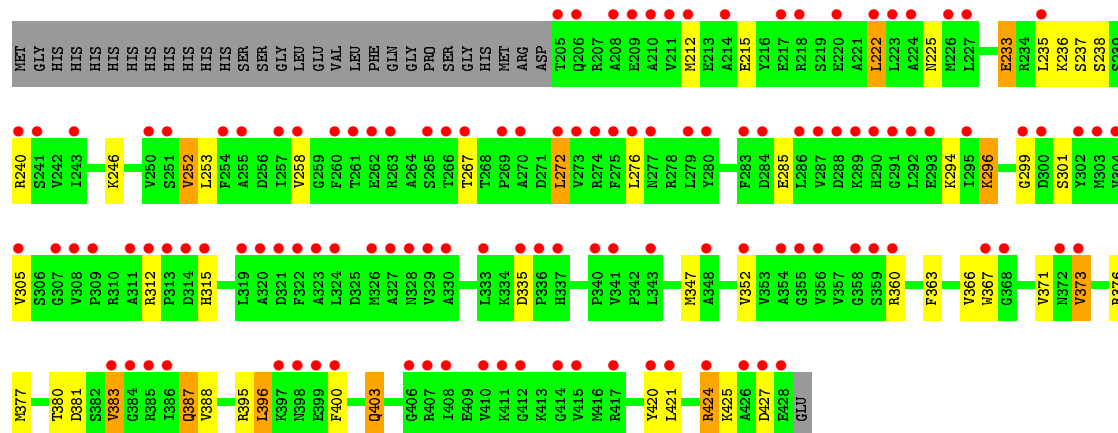 MET GLY HIS HIS HIS HIS HIS HIS HIS HIS HIS HIS SER SER GLY LEU GLU VAL PHE GLN GLY PRO SER GLY HIS MET ARG ASP T205 Q206 R207 A208 E209 A210 V211 M212 E213 A214 E215 Y216 E217 R218 S219 E220 A221 L222 L223 A224 N225 M226 L227 E233 R234 L235 K236 S237 S238 S239
R240 S241 V242 I243 K246 V250 S251 V252 L253 F254 A255 D256 I257 V258 G259 F260 T261 E262 R263 A264 S265 T266 T267 T268 P269 A270 D271 L272 V273 R274 F275 L276 N277 R278 L279 Y280 F283 D284 E285 L286 V287 D288 K289 H290 G291 L292 E293 K294 I295 K296 G299 D300 S301 Y302 M303 V304
V305 S306 G307 V308 P309 R310 A311 R312 P313 D314 H315 L319 A320 D321 F322 A323 L324 D325 M326 A327 N328 V329 A330 L333 K334 D335 P336 H337 P340 V341 P342 L343 M347 A348 V352 V353 A354 G355 V356 V357 G358 S359 R360 F363 V366 W367 G368 V371 N372 V373 R376
M377 T380 D381 S382 V383 G384 R385 I386 Q387 V388 R395 L396 K397 N398 E399 F400 Q403 G406 R407 T408 E409 V410 K411 G412 K413 G414 V415 M416 R417 Y420 L421 R424 K425 A426 D427 E428 GLU